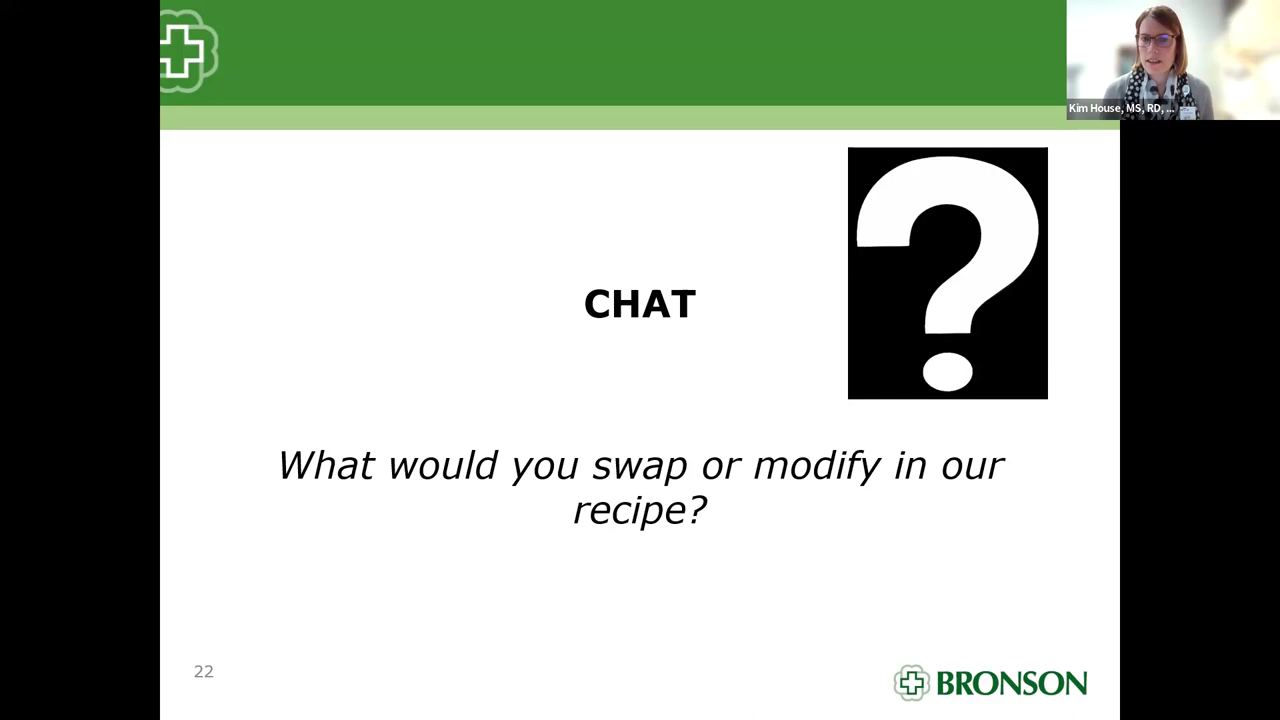 Kim House, MS, RD, ...
CHAT
What would you swap or modify in our
recipe?
22
BRONSON